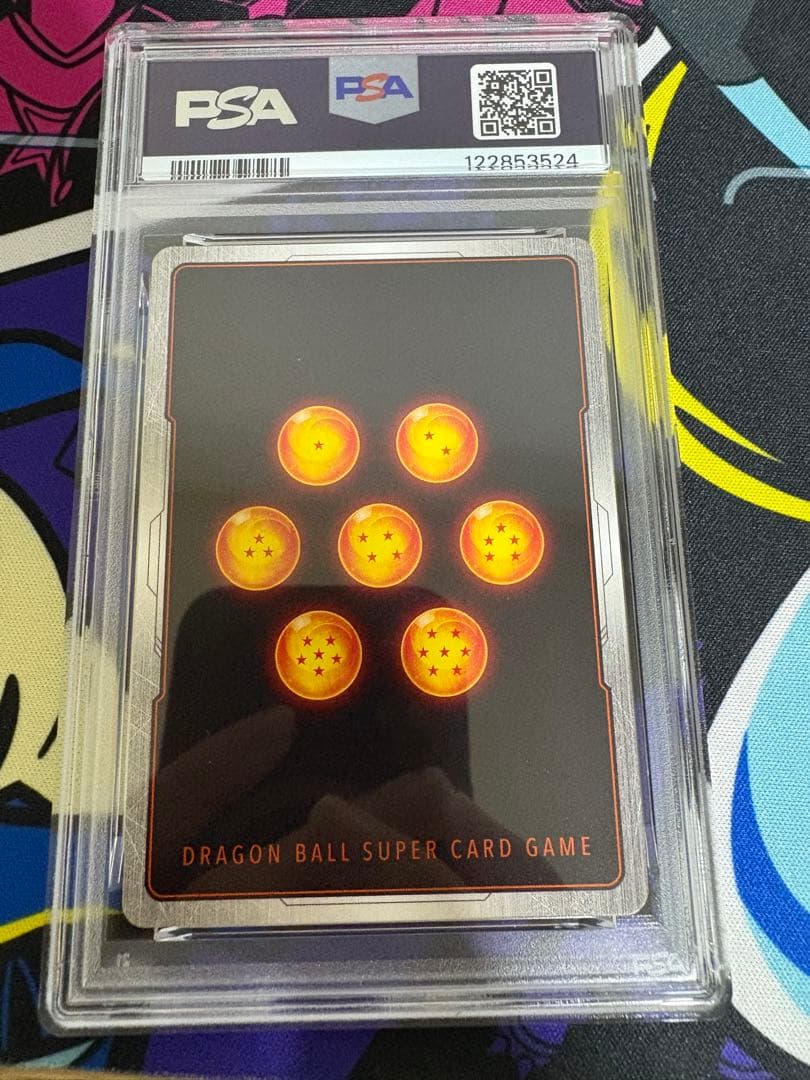 PSA PSA
122853524
DRAGON BALL SUPER CARD GAME